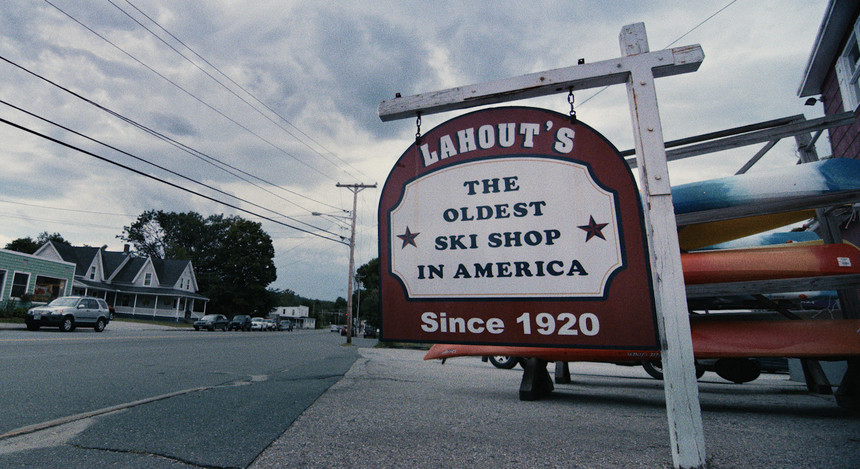 LAHOUT'S
THE
OLDEST
SKI SHOP
IN AMERICA
Since 1920